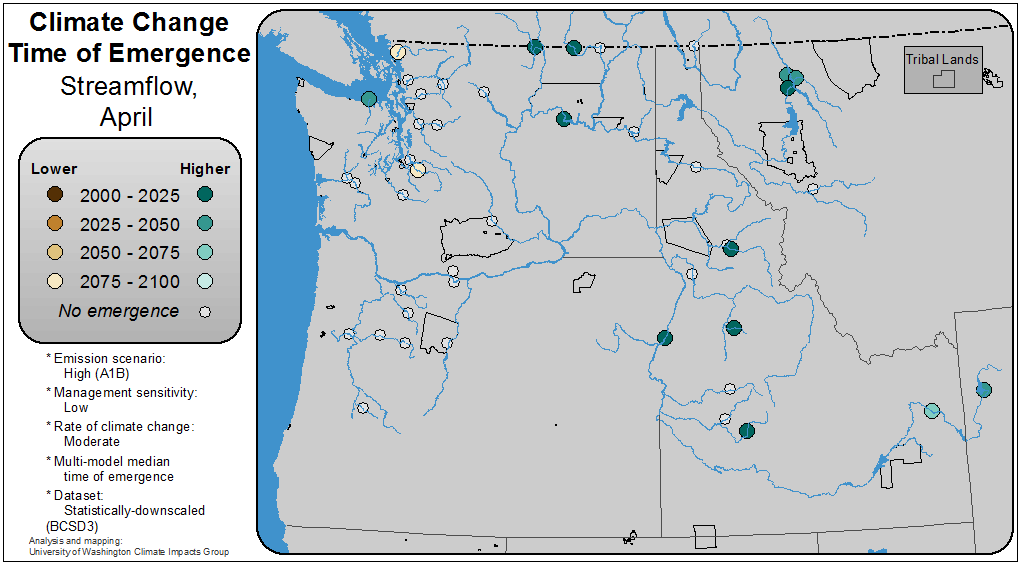 Climate Change
Time of Emergence
Streamflow,
April
Lower Higher
2000 - 2025
2025 - 2050
2050 - 2075
2075 - 2100
No emergence
* Emission scenario:
High (A1B)
* Management sensitivity:
Low
* Rate of climate change:
Moderate
* Multi-model median
time of emergence
* Dataset:
Statistically-downscaled
(BCSD3)
Analysis and mapping:
University of Washington Climate Impacts Group
Tribal Lands